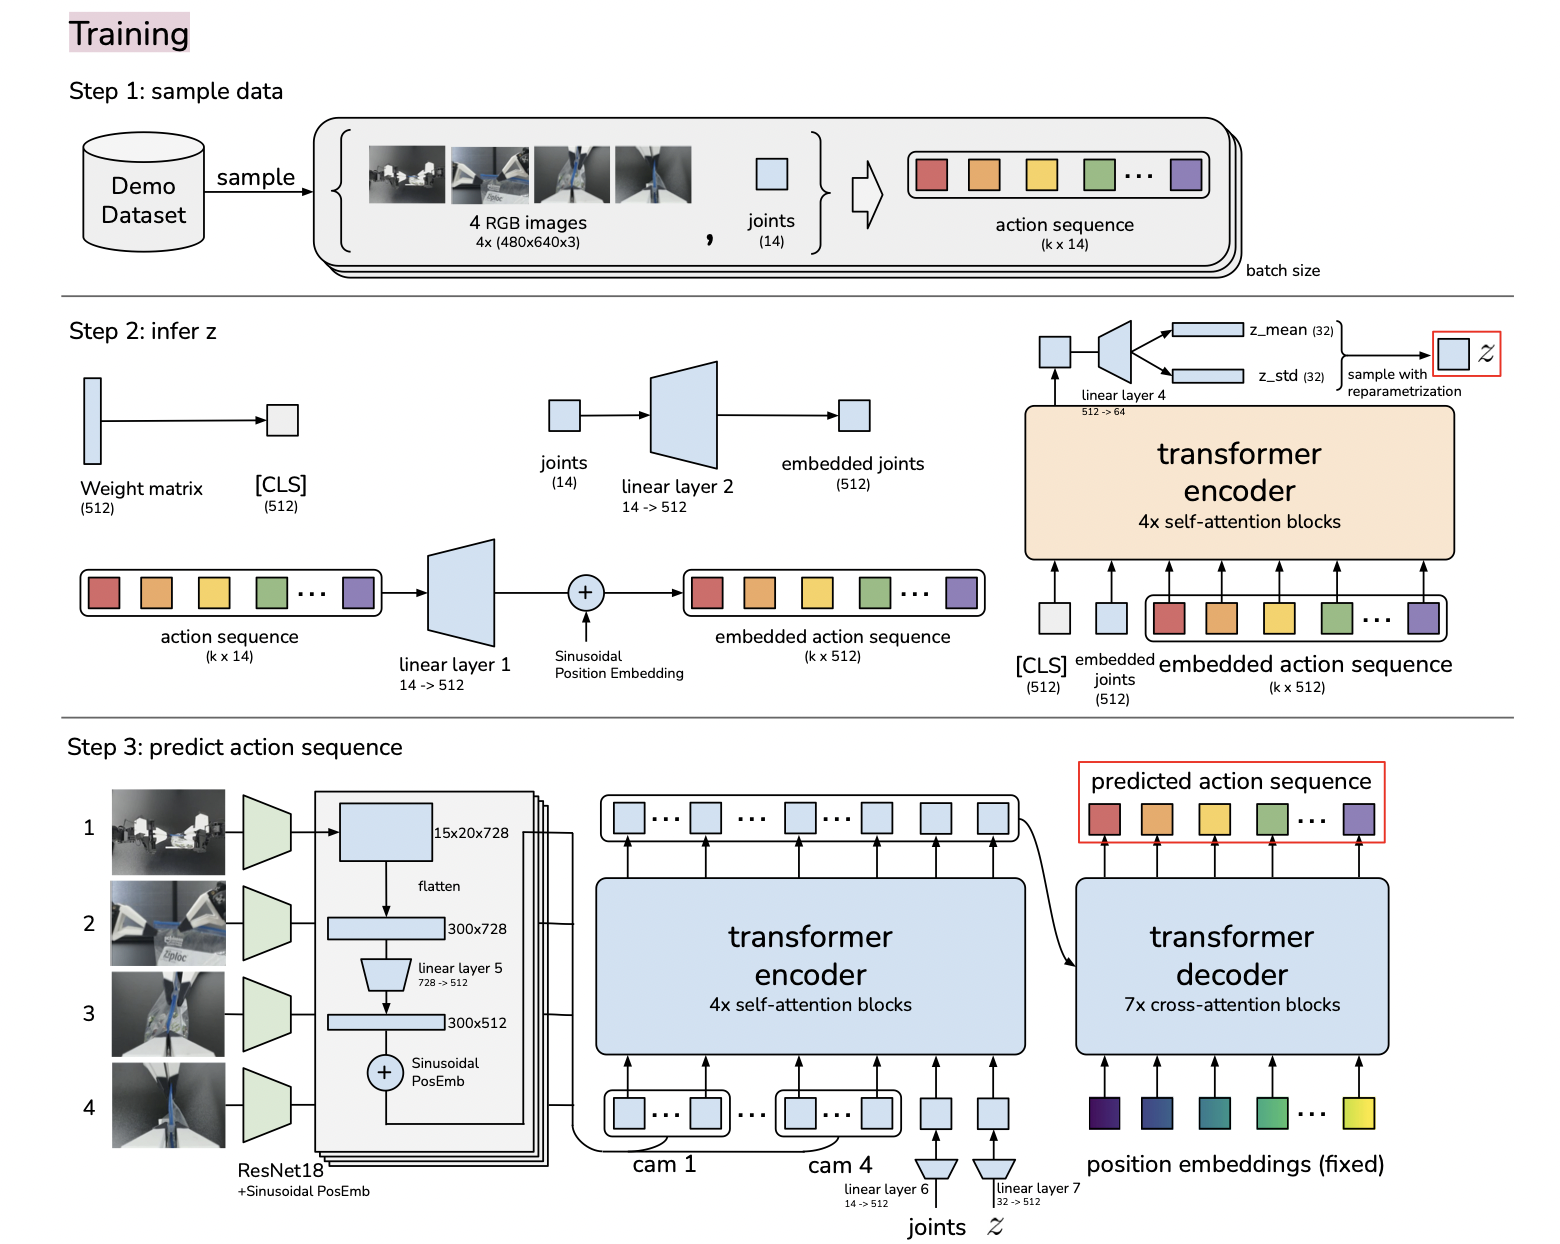 Training
Step 1: sample data
Demo
Dataset
sample
4 RGB images
4x (480x640x3)
,
joints
(14)
action sequence
(k x 14)
batch size
Step 2: infer z
Weight matrix
(512)
[CLS]
(512)
joints
(14)
linear layer 2
14 -> 512
embedded joints
(512)
action sequence
(k x 14)
linear layer 1
14 -> 512
+
Sinusoidal
Position Embedding
embedded action sequence
(k x 512)
linear layer 4
512 -> 64
z_mean (32)
z_std (32)
sample with
reparametrization
z
transformer
encoder
4x self-attention blocks
[CLS]
(512)
embedded
joints
(512)
embedded action sequence
(k x 512)
Step 3: predict action sequence
1
2
3
4
ResNet18
+Sinusoidal PosEmb
15x20x728
flatten
300x728
linear layer 5
728 -> 512
300x512
+
Sinusoidal
PosEmb
transformer
encoder
4x self-attention blocks
cam 1
cam 4
linear layer 6
14 -> 512
joints
linear layer 7
32 -> 512
z
predicted action sequence
transformer
decoder
7x cross-attention blocks
position embeddings (fixed)
ziploc